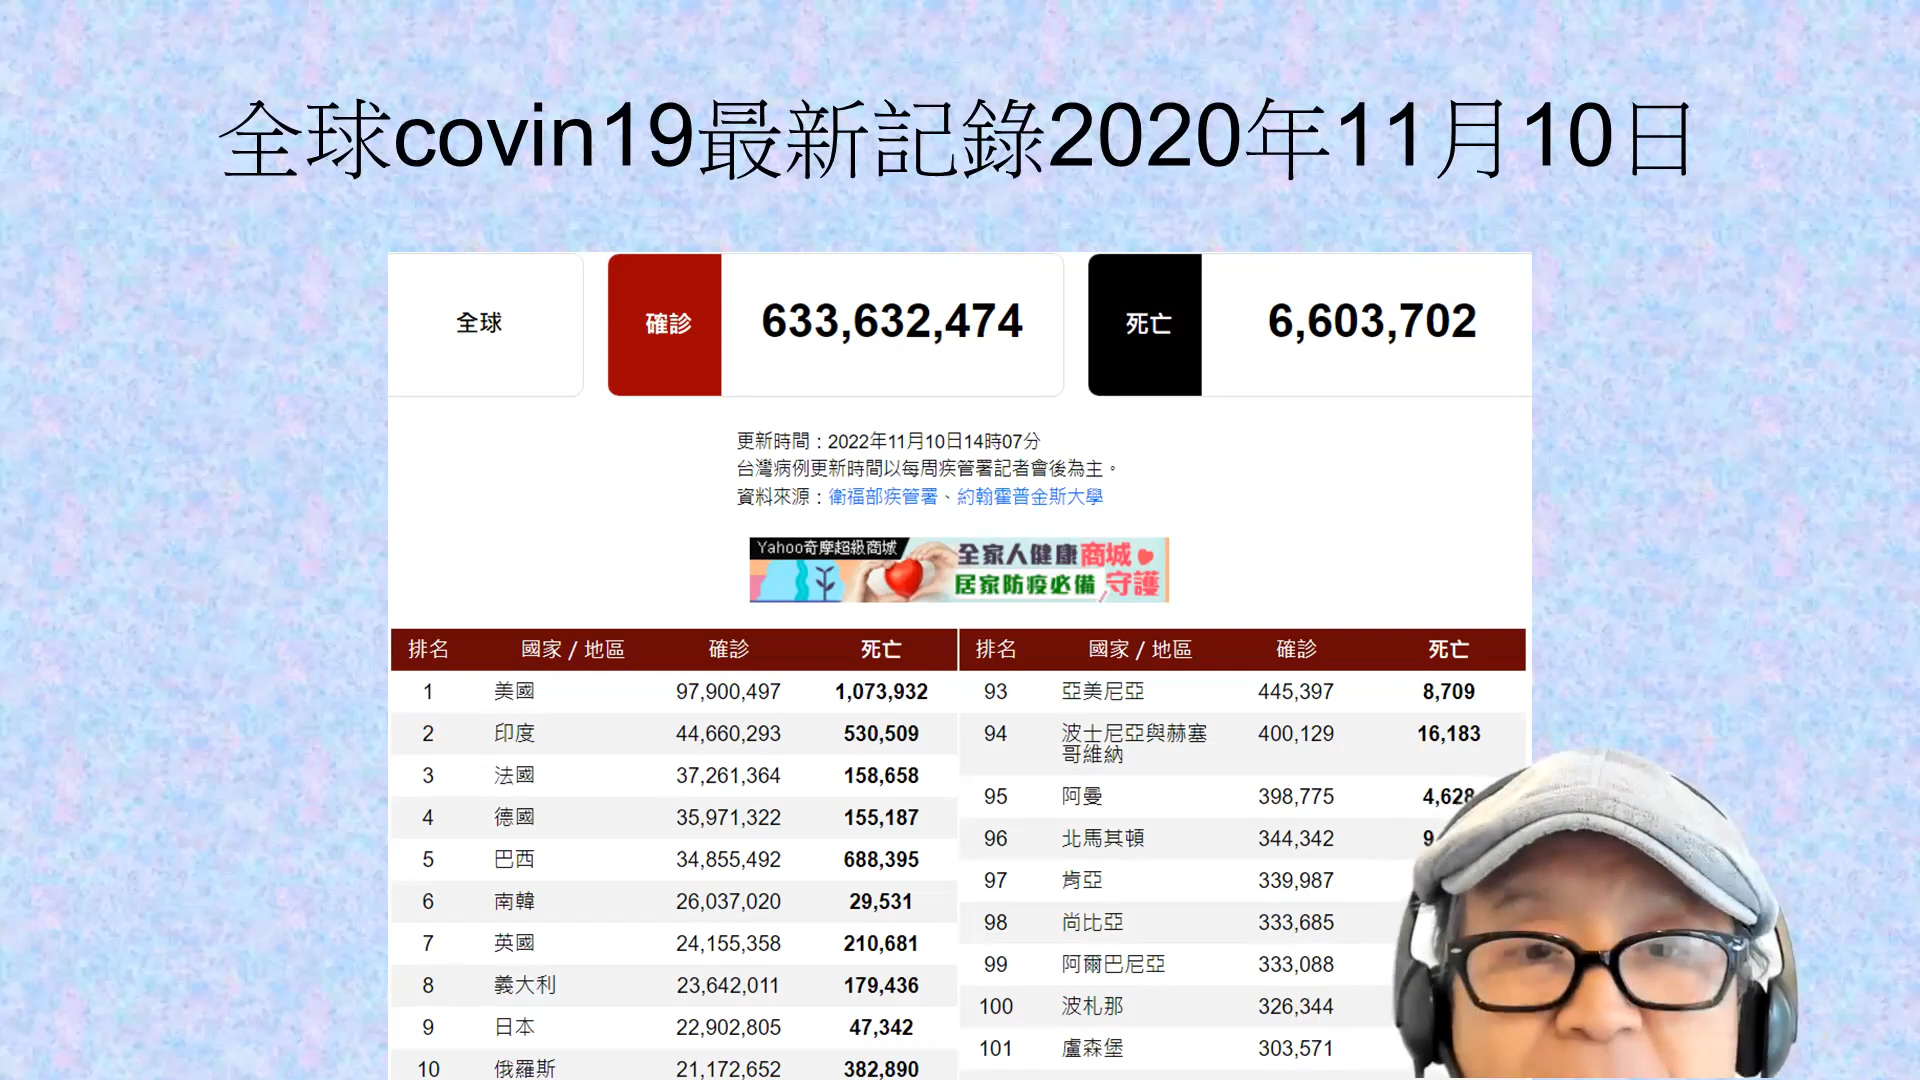 全球covin19最新記錄2020年11月10日
全球 確診 633,632,474 死亡 6,603,702
更新時間：2022年11月10日14時07分
台灣病例更新時間以每周疾管署記者會後為主。
資料來源：衛福部疾管署、約翰霍普金斯大學
Yahoo奇摩超級商城
全家人健康商城
居家防疫必備 守護
排名 國家 / 地區 確診 死亡
1 美國 97,900,497 1,073,932
2 印度 44,660,293 530,509
3 法國 37,261,364 158,658
4 德國 35,971,322 155,187
5 巴西 34,855,492 688,395
6 南韓 26,037,020 29,531
7 英國 24,155,358 210,681
8 義大利 23,642,011 179,436
9 日本 22,902,805 47,342
10 俄羅斯 21,172,652 382,890
排名 國家 / 地區 確診 死亡
93 亞美尼亞 445,397 8,709
94 波士尼亞與赫塞 400,129 16,183
哥維納
95 阿曼 398,775 4,628
96 北馬其頓 344,342 9
97 肯亞 339,987
98 尚比亞 333,685
99 阿爾巴尼亞 333,088
100 波札那 326,344
101 盧森堡 303,571